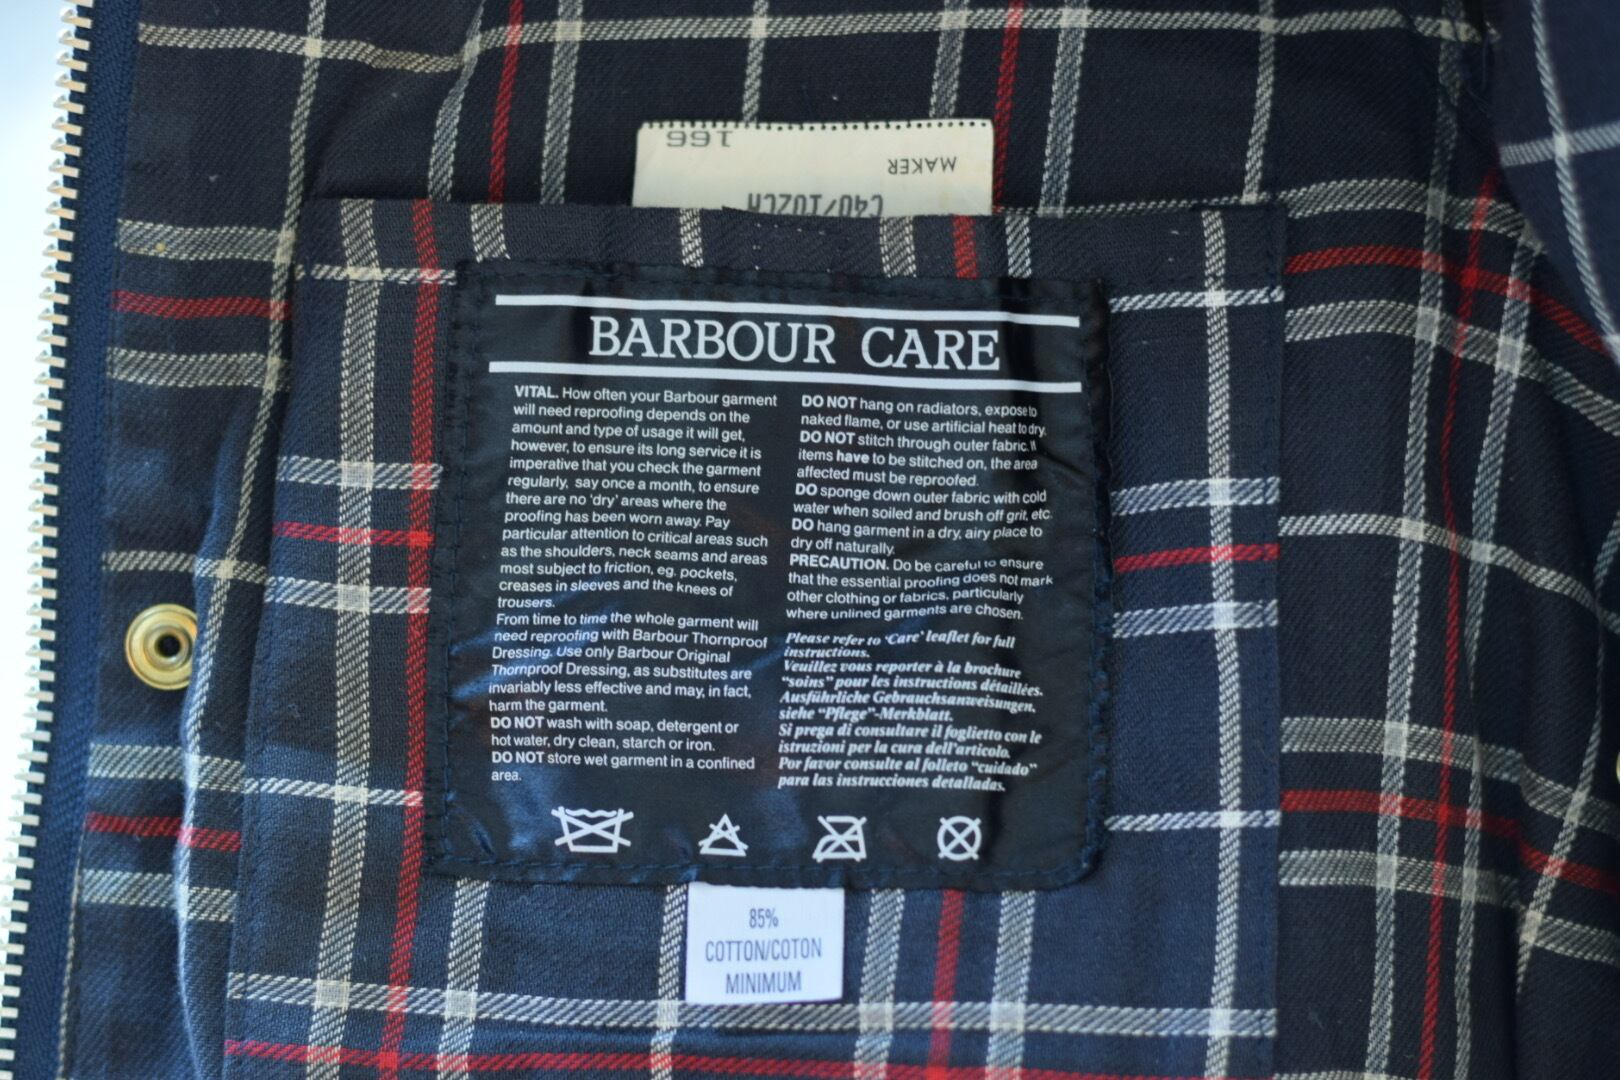 166
MAKER
C40/102CH
BARBOUR CARE
VITAL. How often your Barbour garment
will need reproofing depends on the
amount and type of usage it will get,
however, to ensure its long service it is
imperative that you check the garment
regularly, say once a month, to ensure
there are no 'dry' areas where the
proofing has been worn away. Pay
particular attention to critical areas such
as the shoulders, neck seams and areas
most subject to friction, eg. pockets,
creases in sleeves and the knees of
trousers.
From time to time the whole garment will
need reproofing with Barbour Thornproof
Dressing. Use only Barbour Original
Thornproof Dressing, as substitutes are
invariably less effective and may, in fact,
harm the garment.
DO NOT wash with soap, detergent or
hot water, dry clean, starch or iron.
DO NOT store wet garment in a confined
area.
DO NOT hang on radiators, expose to
naked flame, or use artificial heat to dry.
DO NOT stitch through outer fabric. If
items have to be stitched on, the area
affected must be reproofed.
DO sponge down outer fabric with cold
water when soiled and brush off grit, etc.
DO hang garment in a dry, airy place to
dry off naturally.
PRECAUTION. Do be careful to ensure
that the essential proofing does not mark
other clothing or fabrics, particularly
where unlined garments are chosen.
Please refer to 'Care' leaflet for full
instructions.
Veuillez vous reporter à la brochure
"soins" pour les instructions détaillées.
Ausführliche Gebrauchsanweisungen,
siehe "Pflege"-Merkblatt.
Si prega di consultare il foglietto con le
istruzioni per la cura dell'articolo.
Por favor consulte al folleto "cuidado"
para las instrucciones detalladas.
85%
COTTON/COTON
MINIMUM